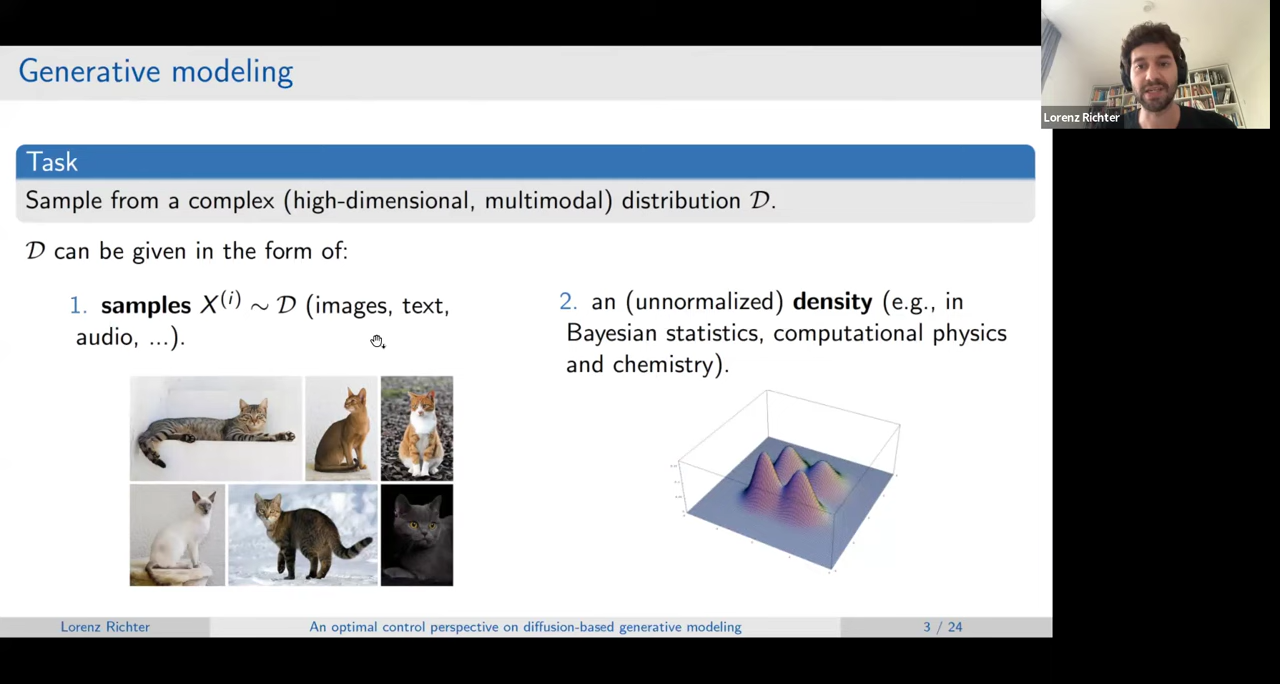 Generative modeling
Lorenz Richter
Task
Sample from a complex (high-dimensional, multimodal) distribution 𝒟.
𝒟 can be given in the form of:
1. samples X⁽ⁱ⁾ ∼ 𝒟 (images, text,
audio, ...).
2. an (unnormalized) density (e.g., in
Bayesian statistics, computational physics
and chemistry).
Lorenz Richter
An optimal control perspective on diffusion-based generative modeling
3 / 24